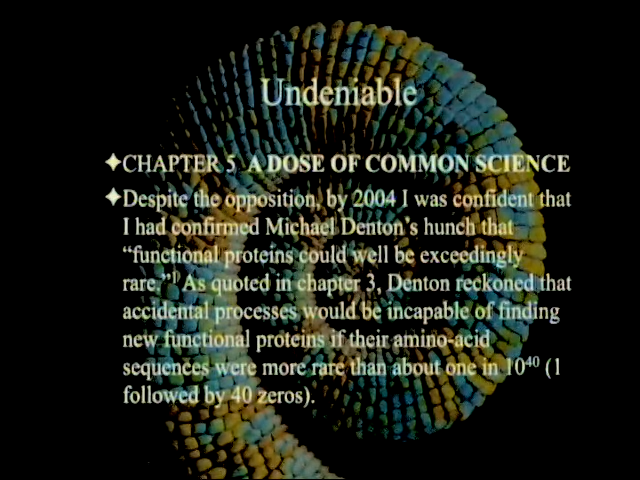 Undeniable
✦CHAPTER 5 A DOSE OF COMMON SCIENCE
✦Despite the opposition, by 2004 I was confident that
I had confirmed Michael Denton's hunch that
“functional proteins could well be exceedingly
rare.”¹ As quoted in chapter 3, Denton reckoned that
accidental processes would be incapable of finding
new functional proteins if their amino-acid
sequences were more rare than about one in 10⁴⁰ (1
followed by 40 zeros).